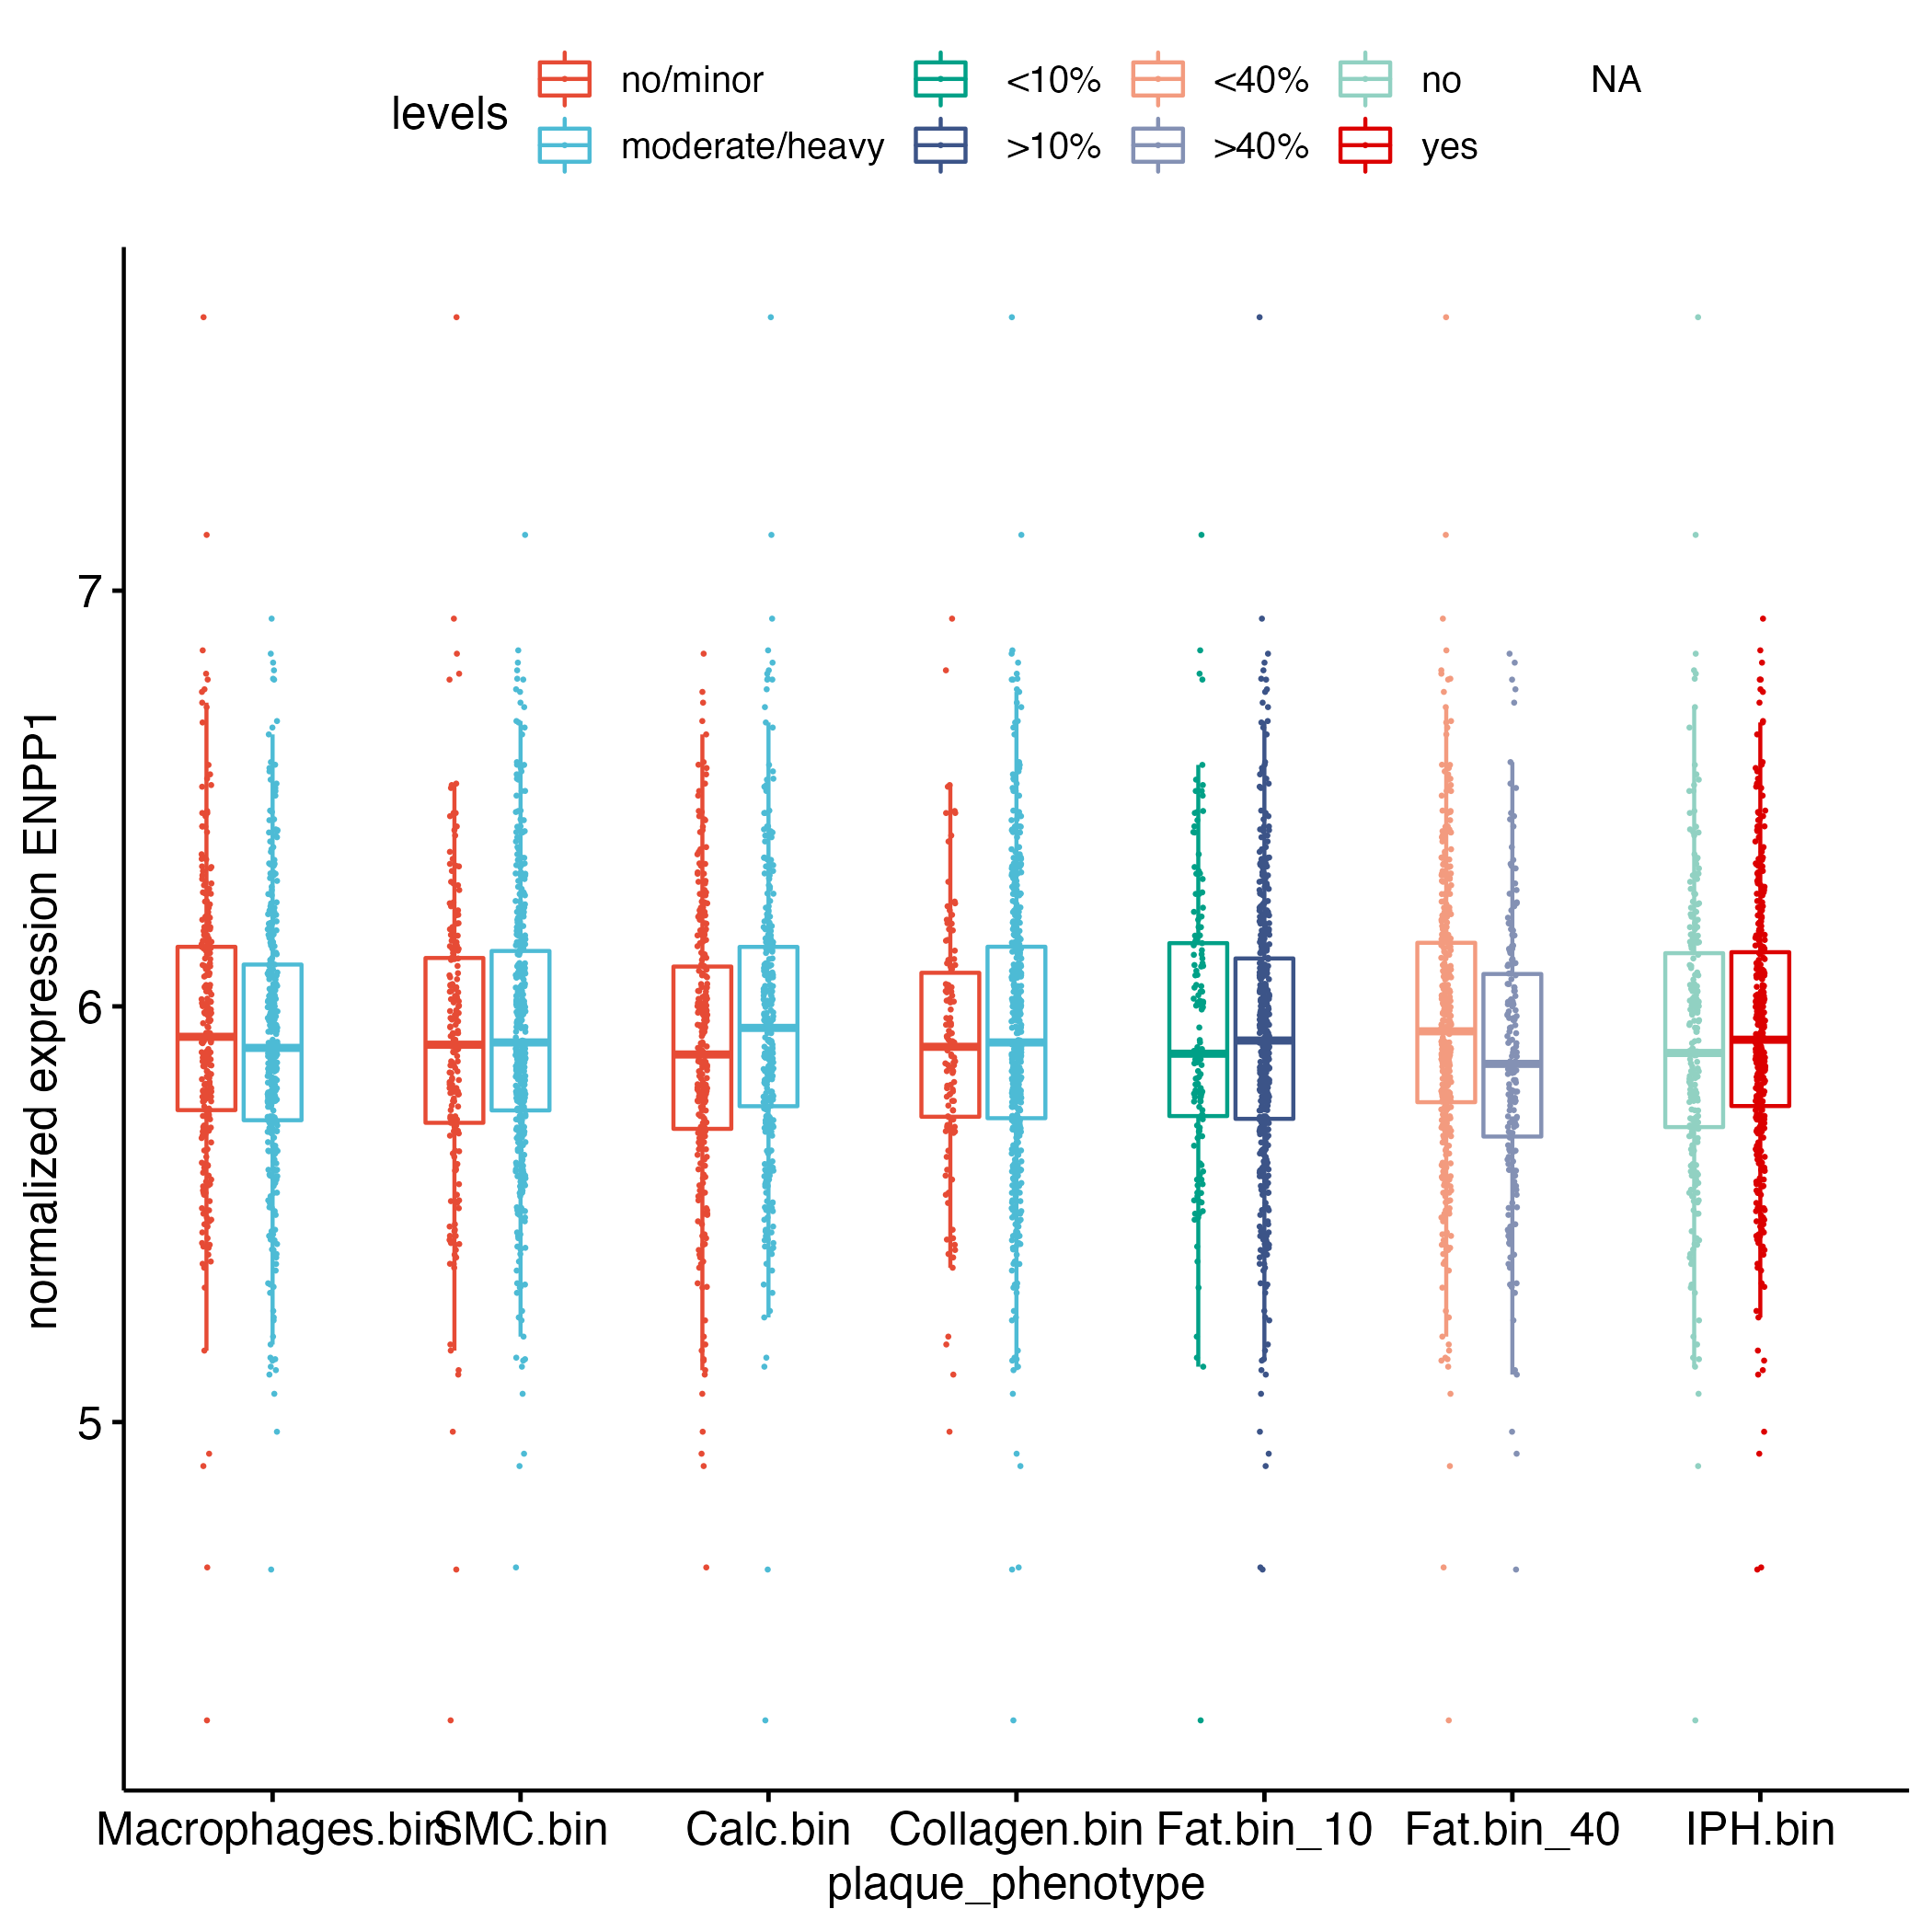 levels
no/minor <10% <40% no NA
moderate/heavy >10% >40% yes
normalized expression ENPP1
7
6
5
Macrophages.bin SMC.bin Calc.bin Collagen.bin Fat.bin_10 Fat.bin_40 IPH.bin
plaque_phenotype